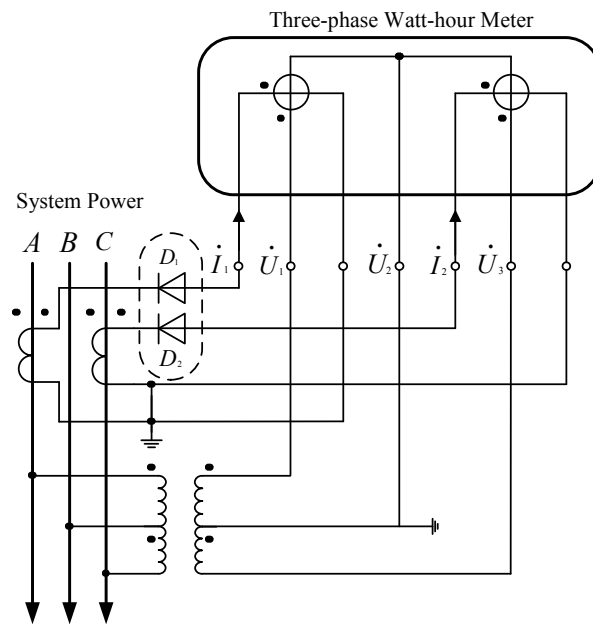 Three-phase Watt-hour Meter
System Power
A B C
D₁
İ₁ U̇₁ U̇₂ İ₂ U̇₃
D₂